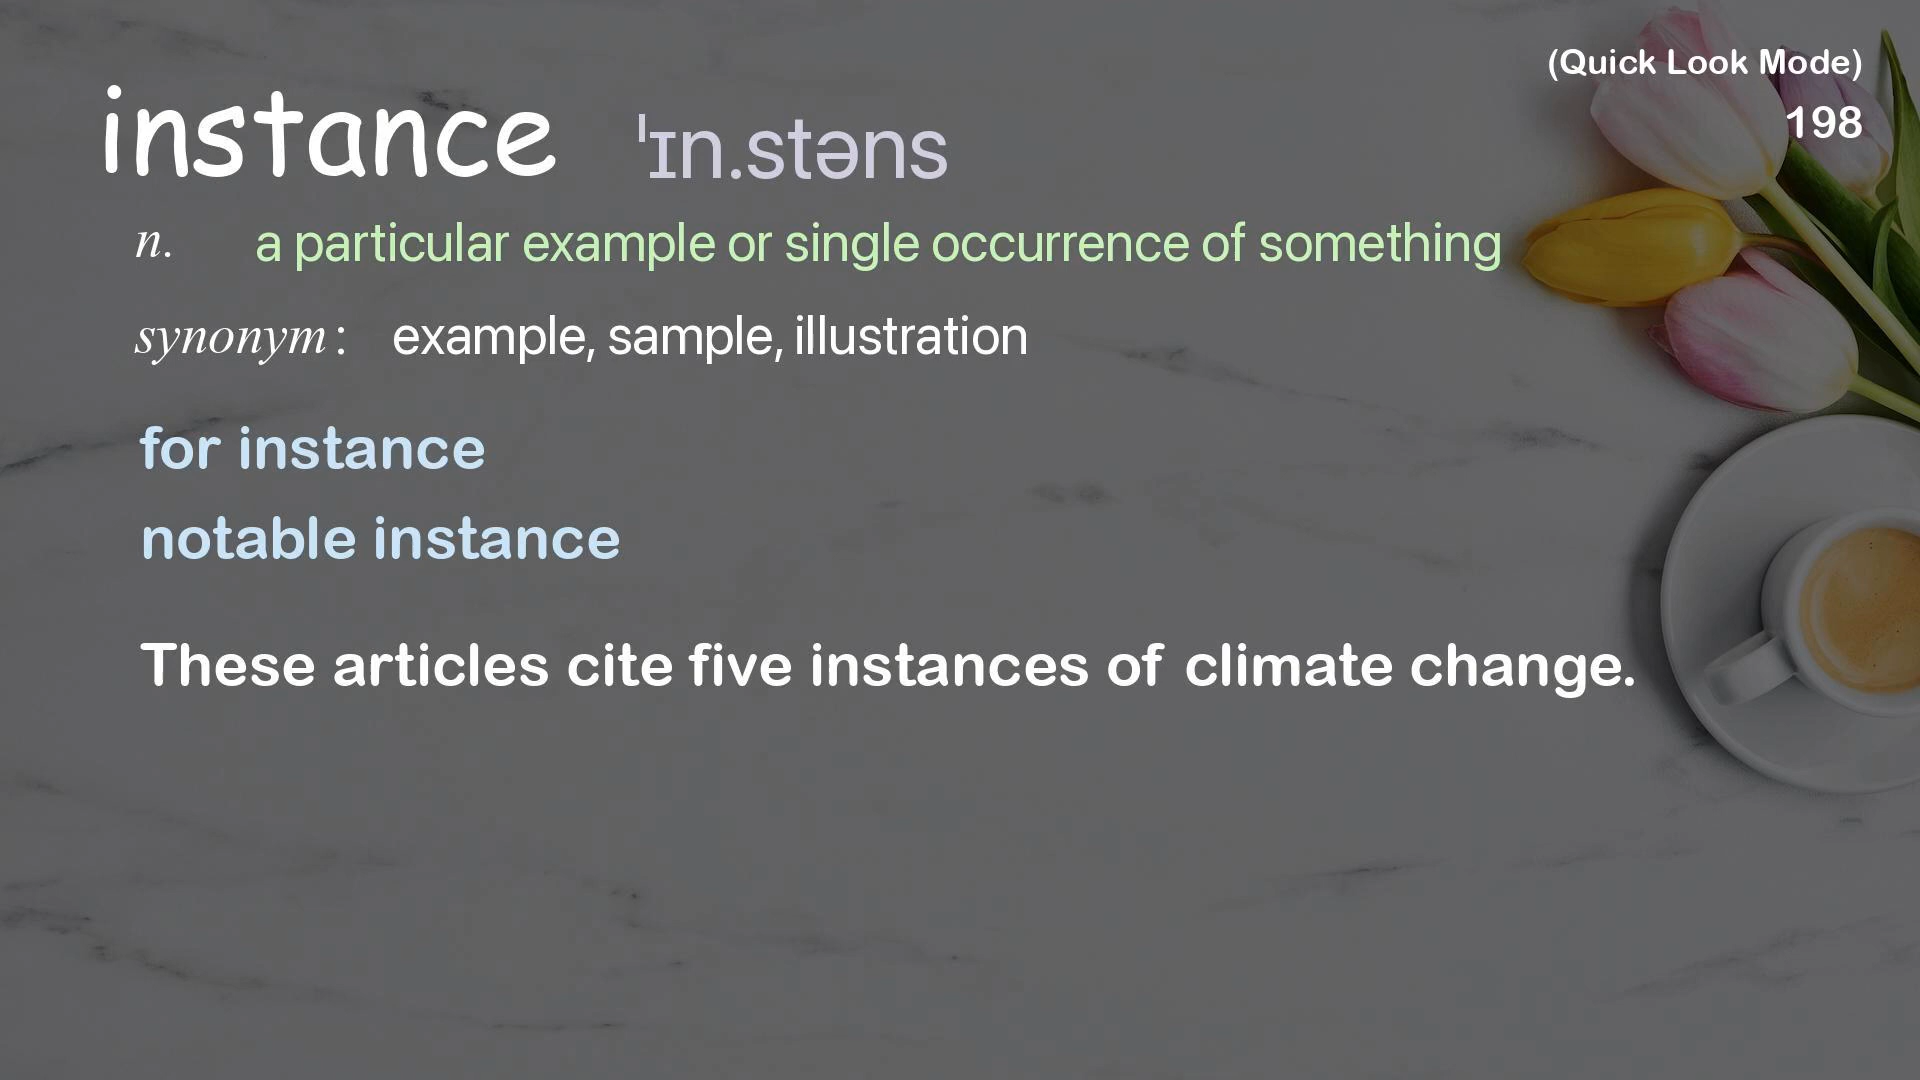 (Quick Look Mode)
198
instance ˈɪn.stəns
n. a particular example or single occurrence of something
synonym: example, sample, illustration
for instance
notable instance
These articles cite five instances of climate change.